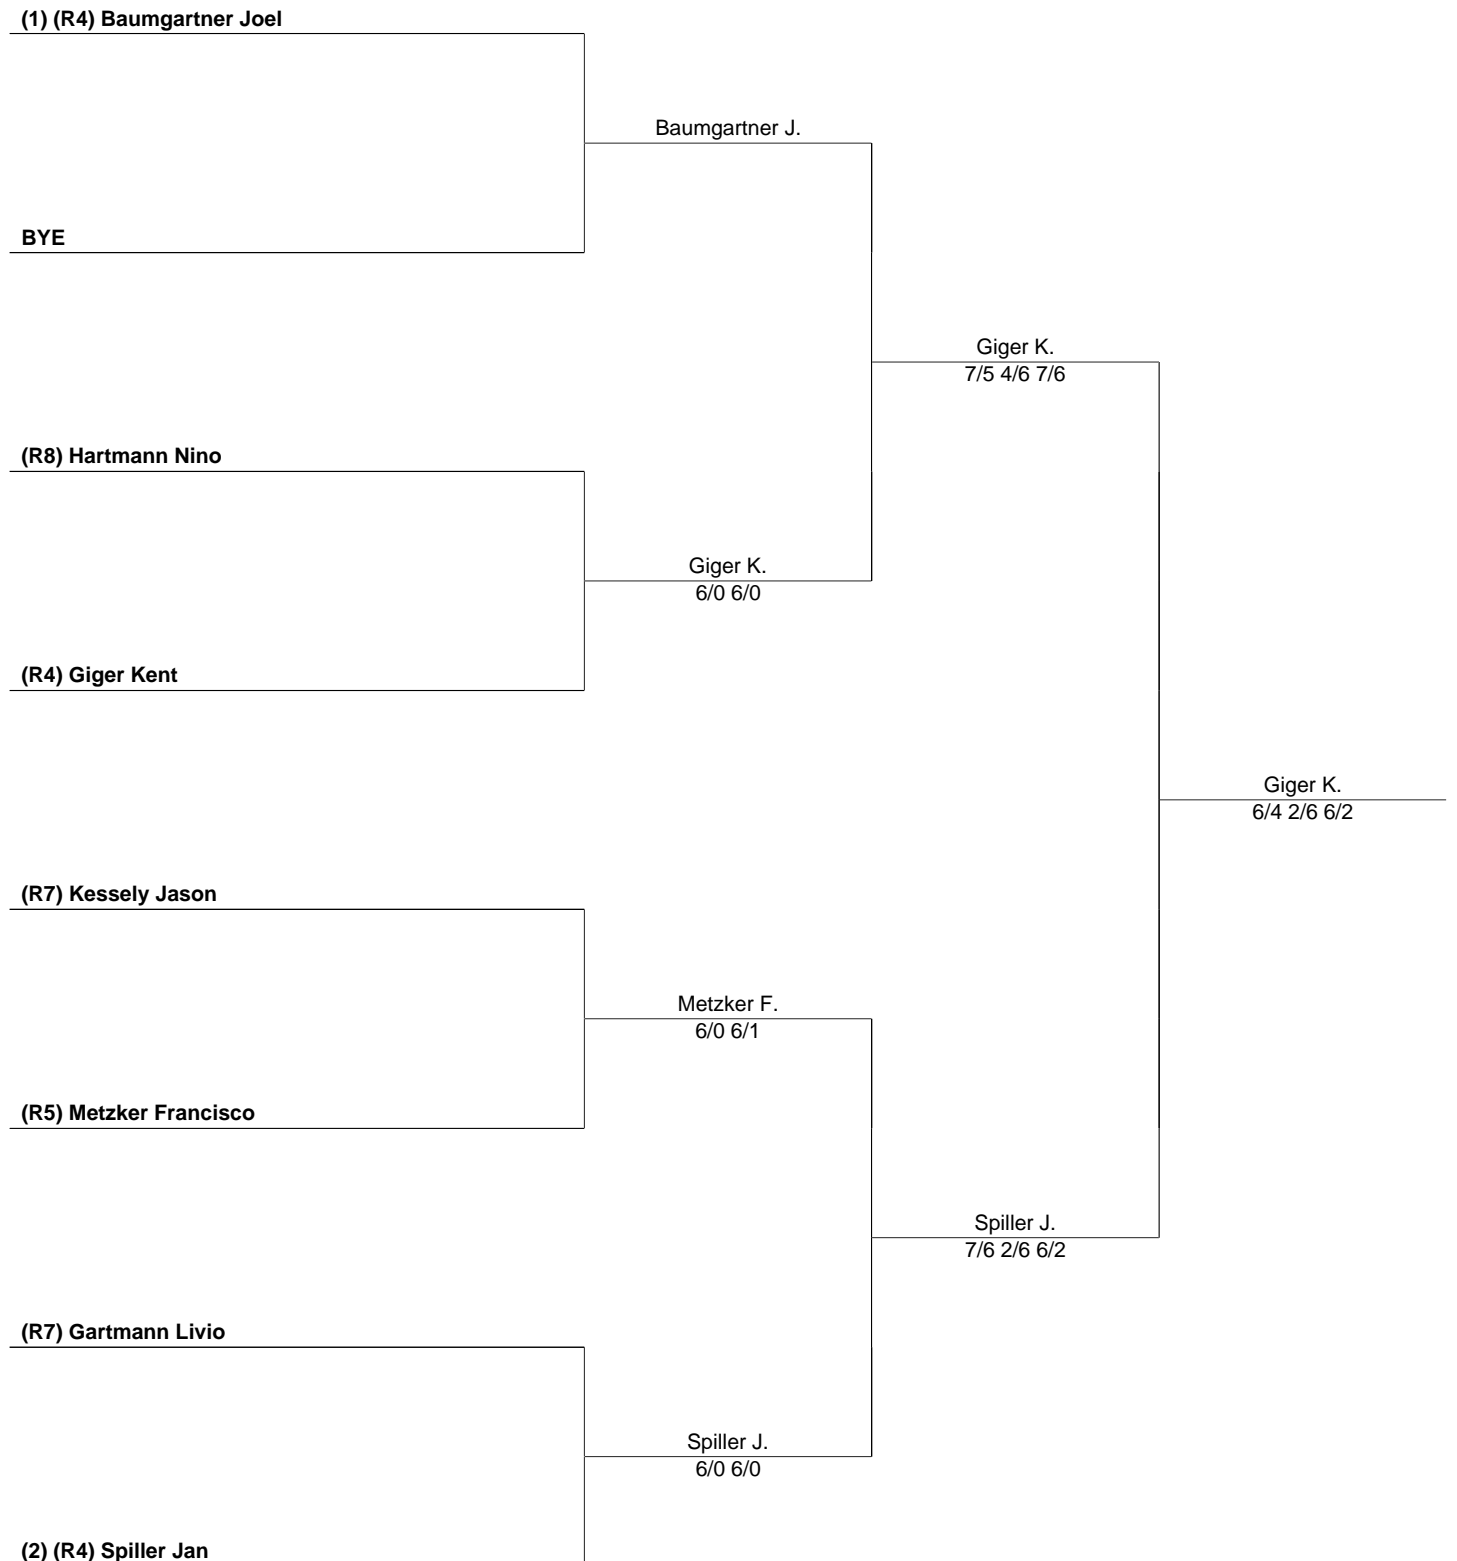 (1) (R4) Baumgartner Joel
Baumgartner J.
BYE
Giger K.
7/5 4/6 7/6
(R8) Hartmann Nino
Giger K.
6/0 6/0
(R4) Giger Kent
Giger K.
6/4 2/6 6/2
(R7) Kessely Jason
Metzker F.
6/0 6/1
(R5) Metzker Francisco
Spiller J.
7/6 2/6 6/2
(R7) Gartmann Livio
Spiller J.
6/0 6/0
(2) (R4) Spiller Jan